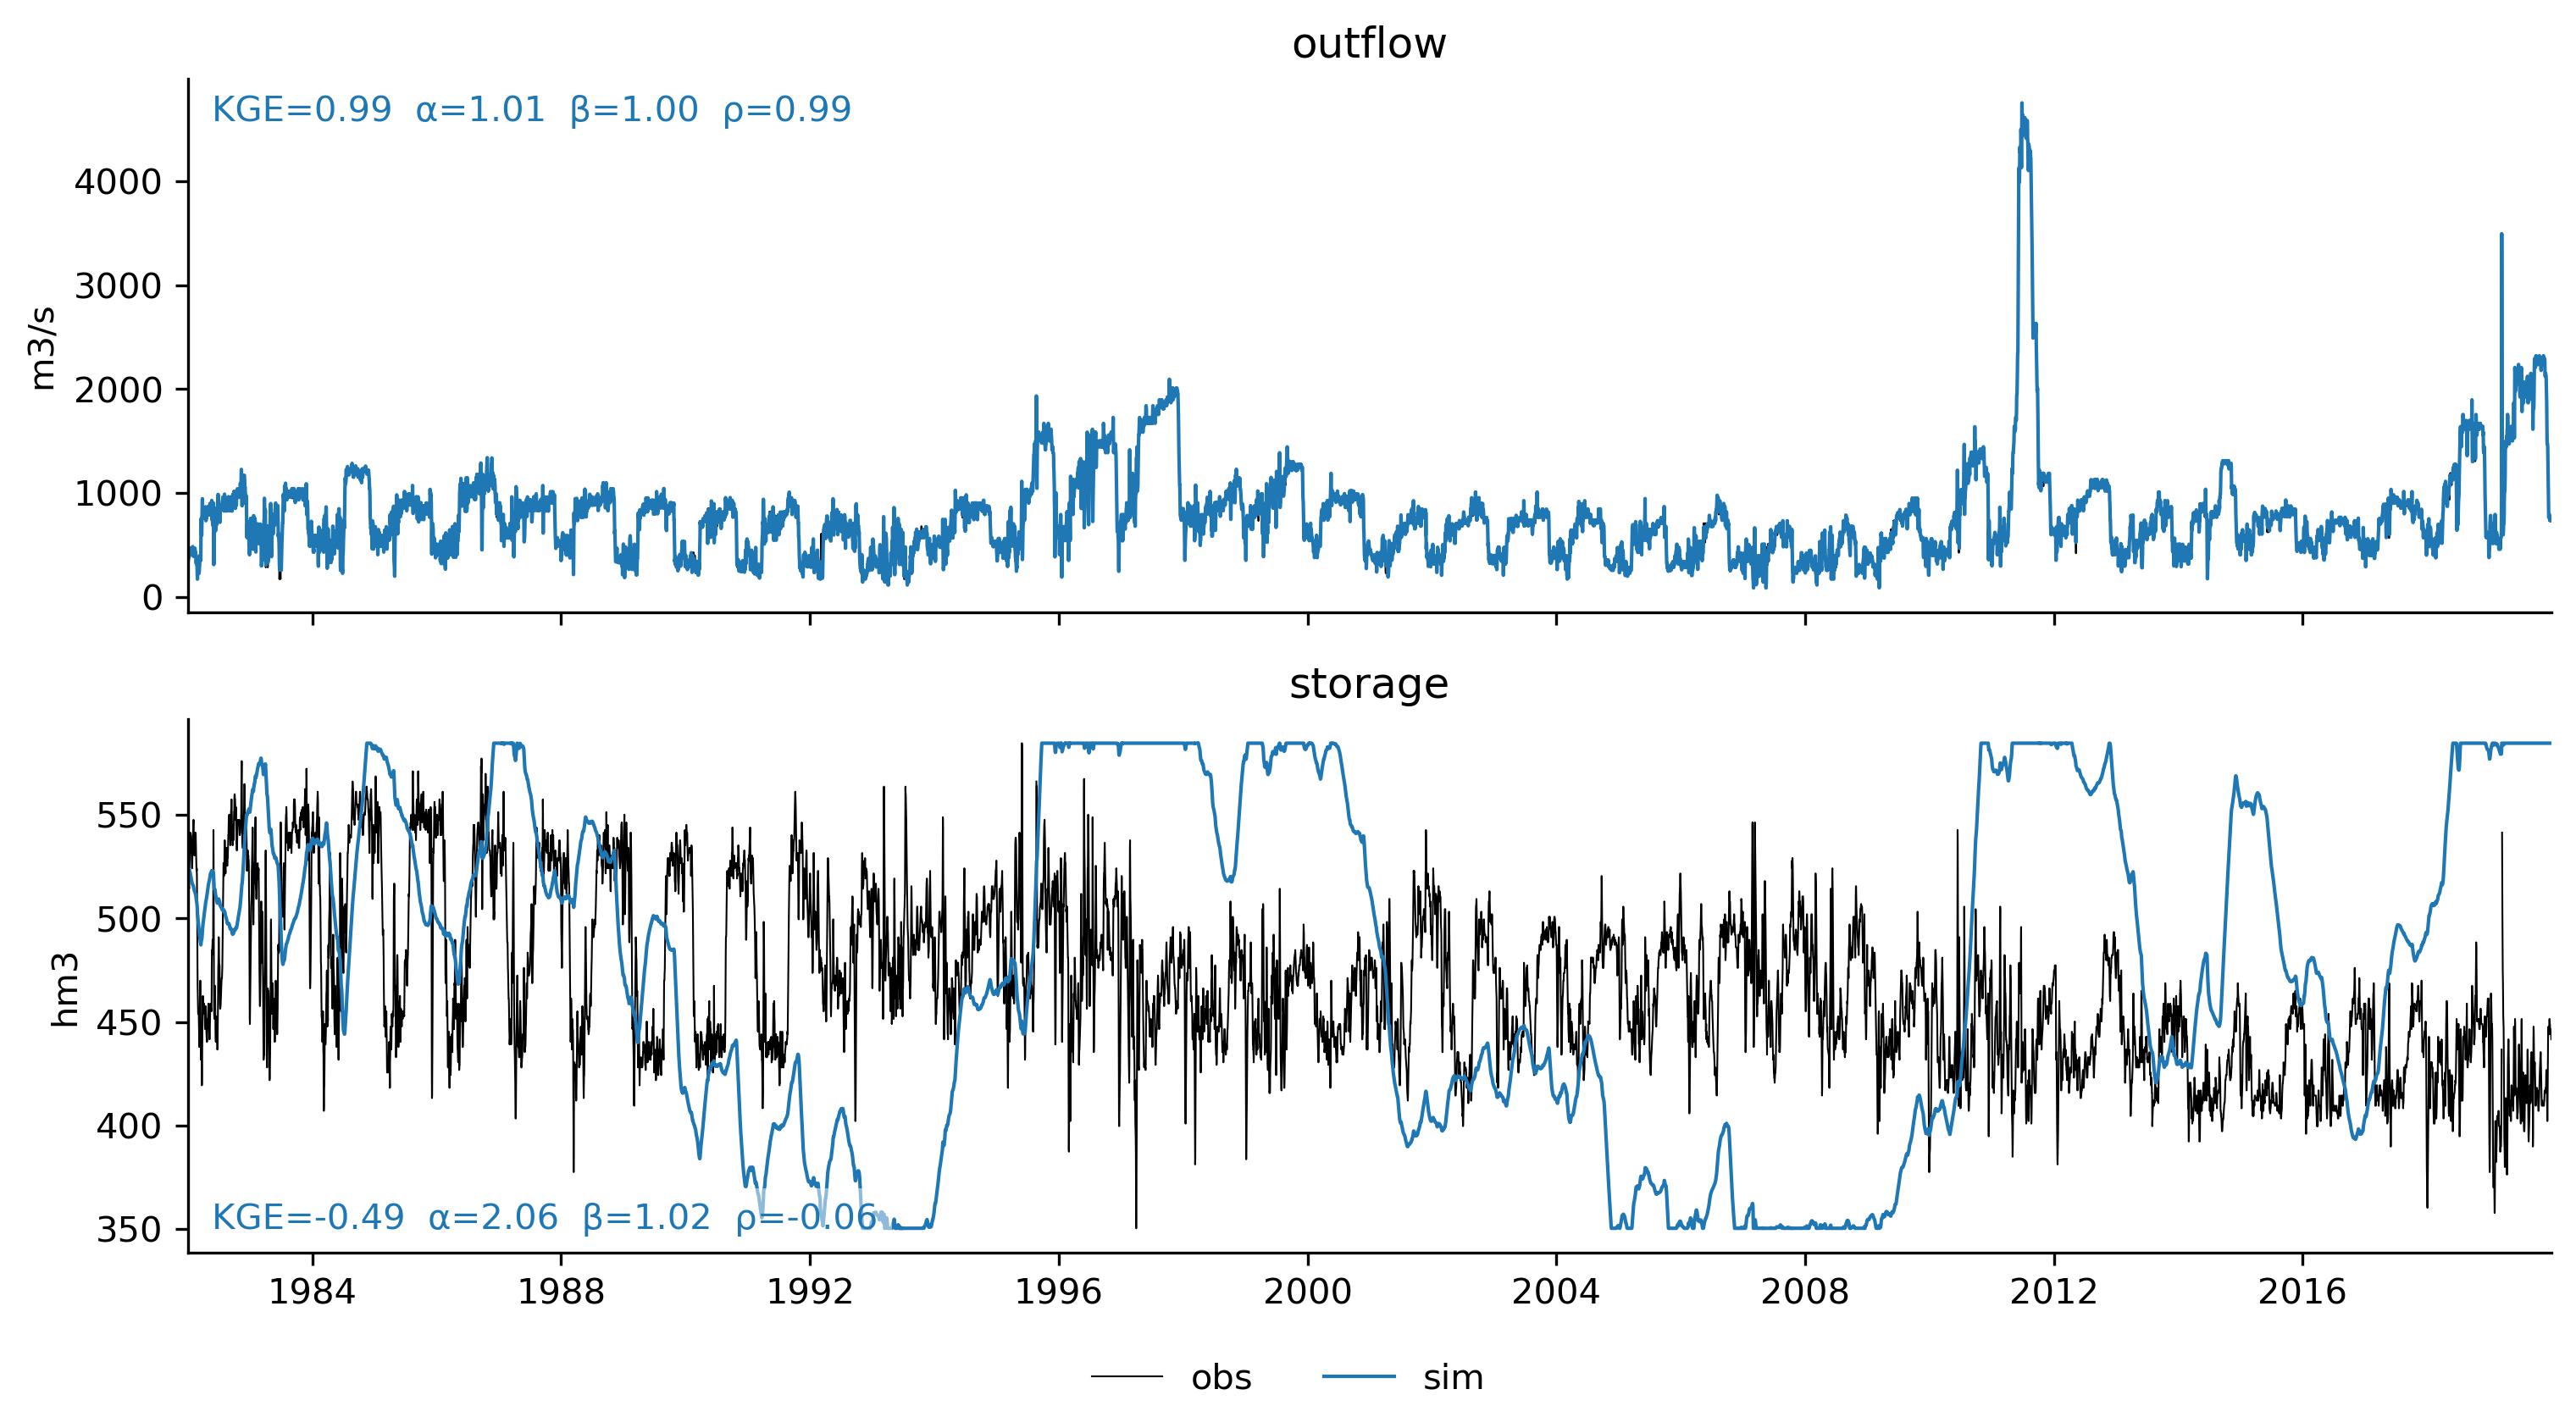 outflow
KGE=0.99 α=1.01 β=1.00 ρ=0.99
4000
3000
2000
1000
0
m3/s
storage
550
500
450
400
350
hm3
KGE=-0.49 α=2.06 β=1.02 ρ=-0.06
1984 1988 1992 1996 2000 2004 2008 2012 2016
obs sim